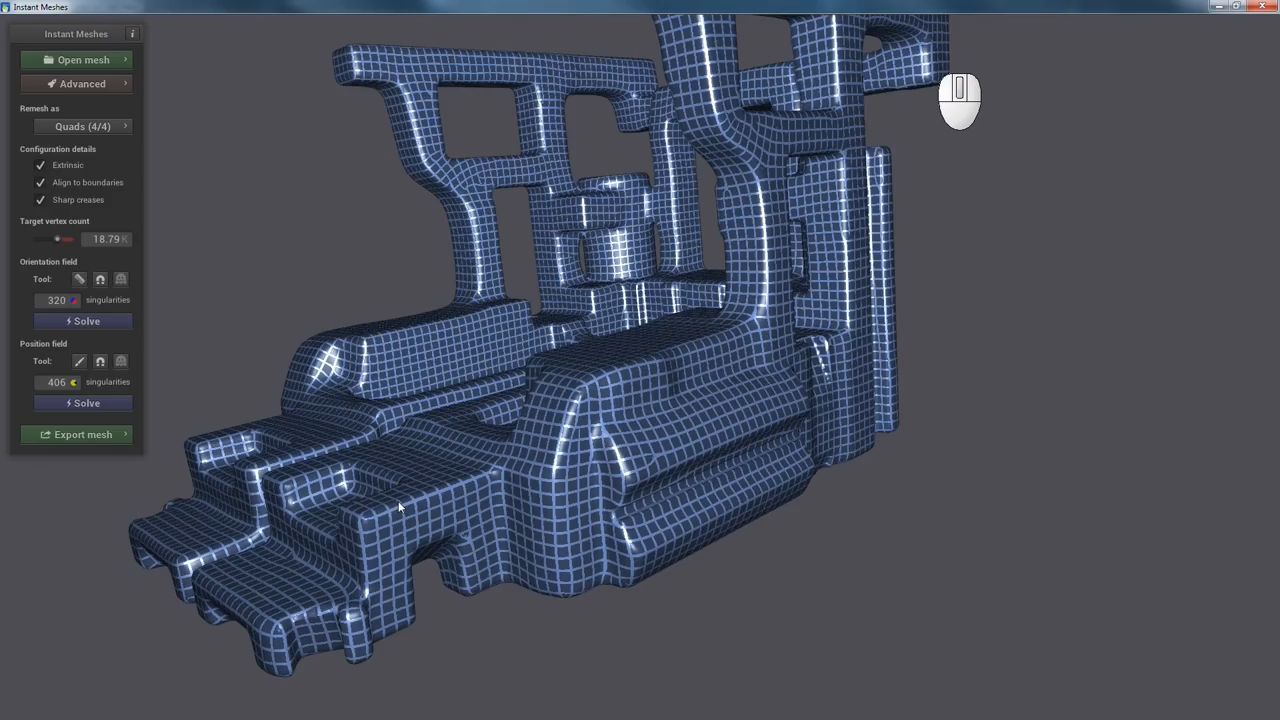 Instant Meshes
Instant Meshes i
Open mesh
Advanced
Remesh as
Quads (4/4)
Configuration details
Extrinsic
Align to boundaries
Sharp creases
Target vertex count
18.79 K
Orientation field
Tool:
320 singularities
Solve
Position field
Tool:
406 singularities
Solve
Export mesh